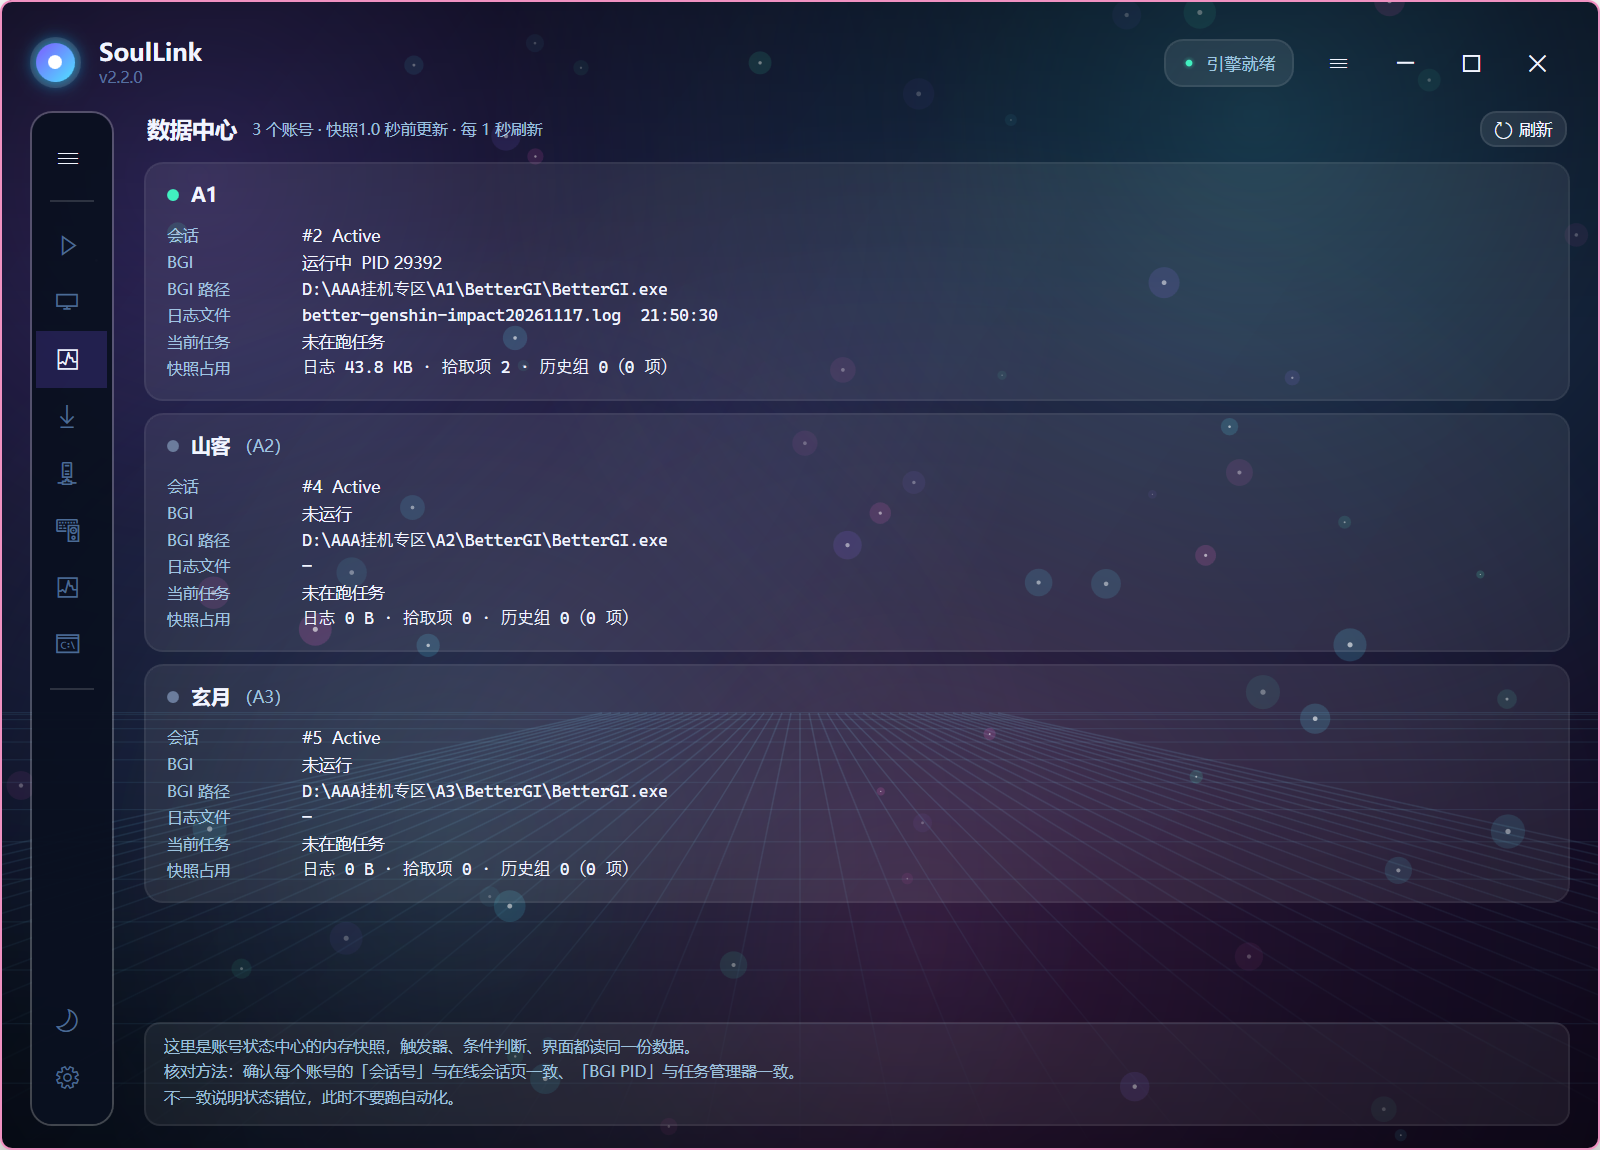 SoulLink
v2.2.0
引擎就绪
数据中心 3 个账号 · 快照1.0 秒前更新 · 每 1 秒刷新
刷新
A1
会话 #2 Active
BGI 运行中 PID 29392
BGI 路径 D:\AAA挂机专区\A1\BetterGI\BetterGI.exe
日志文件 better-genshin-impact20261117.log 21:50:30
当前任务 未在跑任务
快照占用 日志 43.8 KB · 拾取项 2 · 历史组 0（0 项）
山客 (A2)
会话 #4 Active
BGI 未运行
BGI 路径 D:\AAA挂机专区\A2\BetterGI\BetterGI.exe
日志文件 —
当前任务 未在跑任务
快照占用 日志 0 B · 拾取项 0 · 历史组 0（0 项）
玄月 (A3)
会话 #5 Active
BGI 未运行
BGI 路径 D:\AAA挂机专区\A3\BetterGI\BetterGI.exe
日志文件 —
当前任务 未在跑任务
快照占用 日志 0 B · 拾取项 0 · 历史组 0（0 项）
C:\
这里是账号状态中心的内存快照，触发器、条件判断、界面都读同一份数据。
核对方法：确认每个账号的「会话号」与在线会话页一致、「BGI PID」与任务管理器一致。
不一致说明状态错位，此时不要跑自动化。